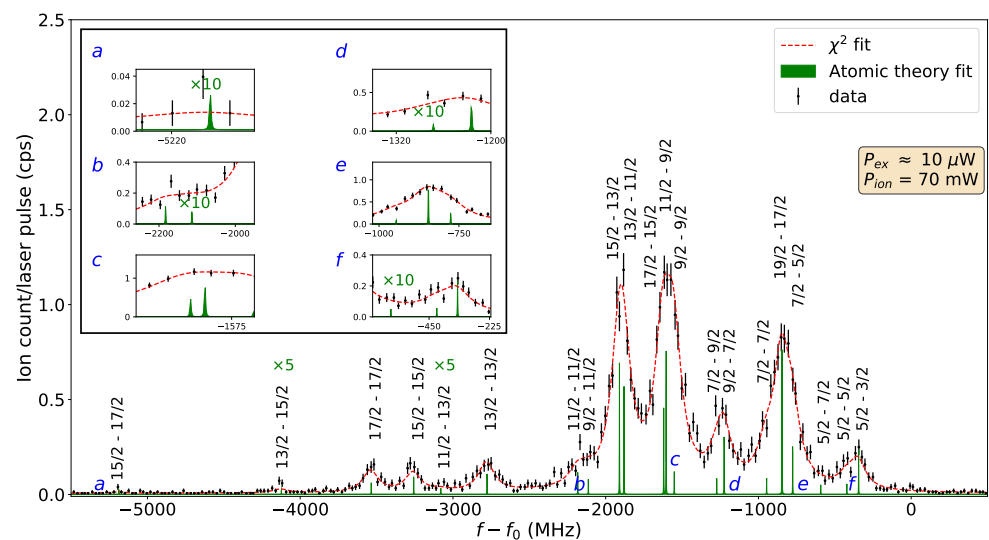 2.5
2.0
1.5
1.0
0.5
0.0
Ion count/laser pulse (cps)
−5000
−4000
−3000
−2000
−1000
0
f − f₀ (MHz)
χ² fit
Atomic theory fit
data
P_ex ≈ 10 μW
P_ion = 70 mW
a
0.04
0.02
0.00
×10
−5220
b
0.4
0.2
0.0
×10
−2200
−2000
c
1
0
−1575
d
0.5
0.0
×10
−1320
−1200
e
1
0
−1000
−750
f
0.4
0.2
0.0
×10
−450
−225
15/2 - 17/2
×5
13/2 - 15/2
17/2 - 17/2
15/2 - 15/2
×5
11/2 - 13/2
13/2 - 13/2
11/2 - 11/2
9/2 - 11/2
15/2 - 13/2
13/2 - 11/2
17/2 - 15/2
11/2 - 9/2
9/2 - 9/2
7/2 - 9/2
9/2 - 7/2
7/2 - 7/2
19/2 - 17/2
7/2 - 5/2
5/2 - 7/2
5/2 - 5/2
5/2 - 3/2
a
b
c
d
e
f